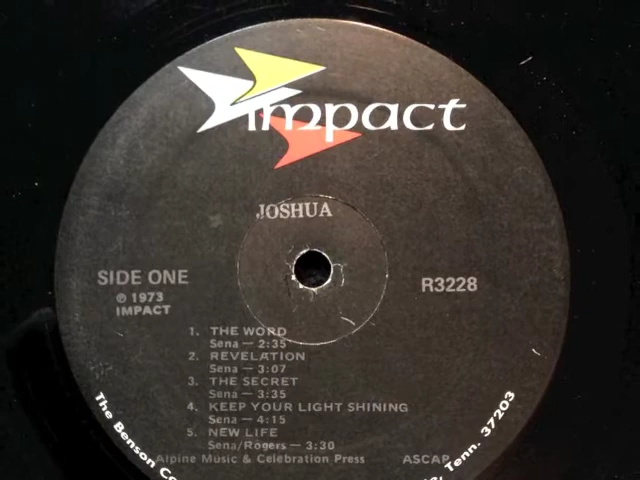 impact
JOSHUA
SIDE ONE
R3228
℗ 1973
IMPACT
1. THE WORD
Sena — 2:35
2. REVELATION
Sena — 3:07
3. THE SECRET
Sena — 3:35
4. KEEP YOUR LIGHT SHINING
Sena — 4:15
5. NEW LIFE
Sena/Rogers — 3:30
Alpine Music & Celebration Press ASCAP
The Benson
Tenn. 37203